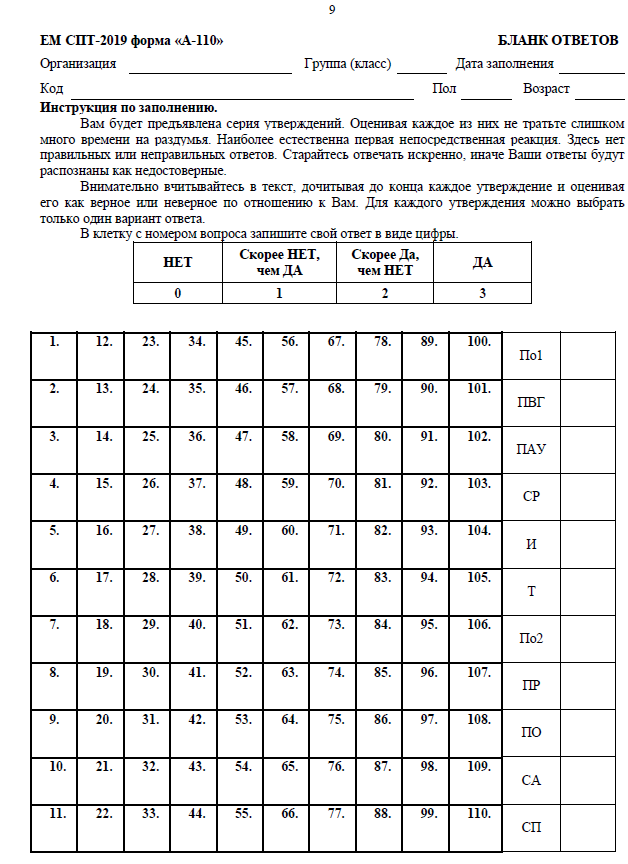 9
ЕМ СПТ-2019 форма «А-110» БЛАНК ОТВЕТОВ
Организация Группа (класс) Дата заполнения
Код Пол Возраст
Инструкция по заполнению.
Вам будет предъявлена серия утверждений. Оценивая каждое из них не тратьте слишком
много времени на раздумья. Наиболее естественна первая непосредственная реакция. Здесь нет
правильных или неправильных ответов. Старайтесь отвечать искренно, иначе Ваши ответы будут
распознаны как недостоверные.
Внимательно вчитывайтесь в текст, дочитывая до конца каждое утверждение и оценивая
его как верное или неверное по отношению к Вам. Для каждого утверждения можно выбрать
только один вариант ответа.
В клетку с номером вопроса запишите свой ответ в виде цифры.
НЕТ Скорее НЕТ, чем ДА Скорее Да, чем НЕТ ДА
0 1 2 3
1. 12. 23. 34. 45. 56. 67. 78. 89. 100. По1
2. 13. 24. 35. 46. 57. 68. 79. 90. 101. ПВГ
3. 14. 25. 36. 47. 58. 69. 80. 91. 102. ПАУ
4. 15. 26. 37. 48. 59. 70. 81. 92. 103. СР
5. 16. 27. 38. 49. 60. 71. 82. 93. 104. И
6. 17. 28. 39. 50. 61. 72. 83. 94. 105. Т
7. 18. 29. 40. 51. 62. 73. 84. 95. 106. По2
8. 19. 30. 41. 52. 63. 74. 85. 96. 107. ПР
9. 20. 31. 42. 53. 64. 75. 86. 97. 108. ПО
10. 21. 32. 43. 54. 65. 76. 87. 98. 109. СА
11. 22. 33. 44. 55. 66. 77. 88. 99. 110. СП